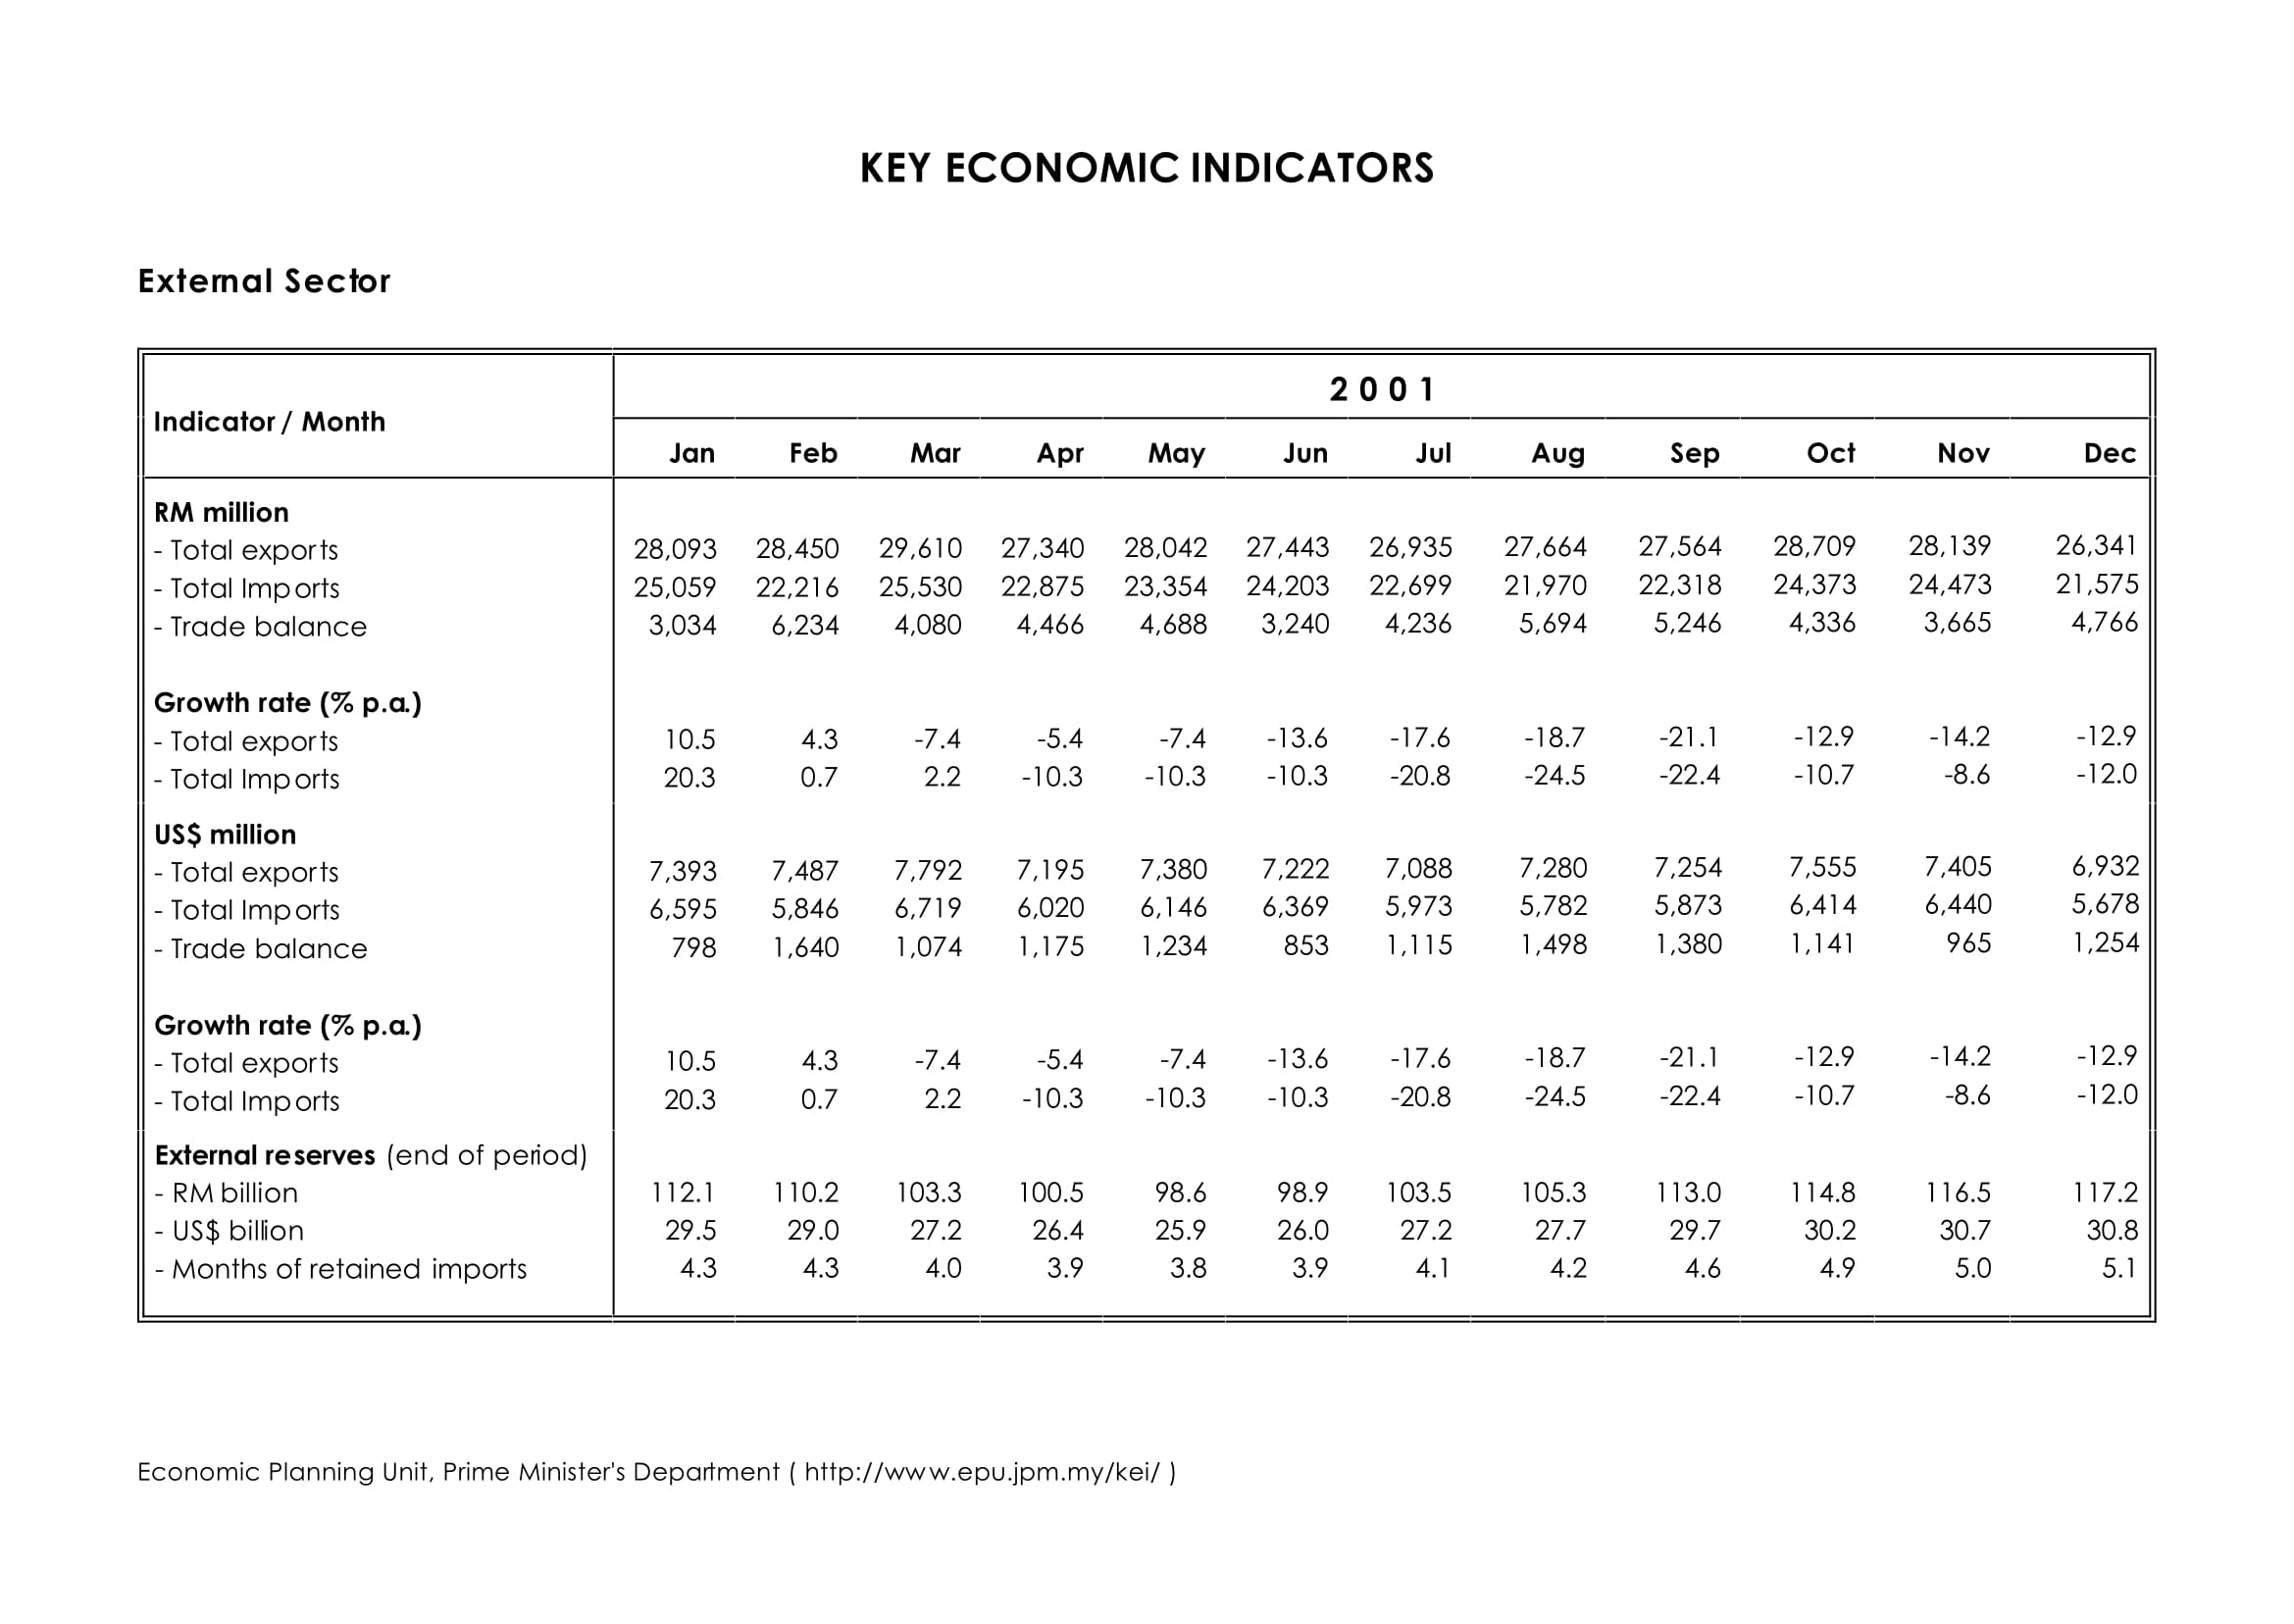 KEY ECONOMIC INDICATORS
External Sector
Indicator / Month
2 0 0 1
Jan Feb Mar Apr May Jun Jul Aug Sep Oct Nov Dec
RM million
- Total exports 28,093 28,450 29,610 27,340 28,042 27,443 26,935 27,664 27,564 28,709 28,139 26,341
- Total Imports 25,059 22,216 25,530 22,875 23,354 24,203 22,699 21,970 22,318 24,373 24,473 21,575
- Trade balance 3,034 6,234 4,080 4,466 4,688 3,240 4,236 5,694 5,246 4,336 3,665 4,766
Growth rate (% p.a.)
- Total exports 10.5 4.3 -7.4 -5.4 -7.4 -13.6 -17.6 -18.7 -21.1 -12.9 -14.2 -12.9
- Total Imports 20.3 0.7 2.2 -10.3 -10.3 -10.3 -20.8 -24.5 -22.4 -10.7 -8.6 -12.0
US$ million
- Total exports 7,393 7,487 7,792 7,195 7,380 7,222 7,088 7,280 7,254 7,555 7,405 6,932
- Total Imports 6,595 5,846 6,719 6,020 6,146 6,369 5,973 5,782 5,873 6,414 6,440 5,678
- Trade balance 798 1,640 1,074 1,175 1,234 853 1,115 1,498 1,380 1,141 965 1,254
Growth rate (% p.a.)
- Total exports 10.5 4.3 -7.4 -5.4 -7.4 -13.6 -17.6 -18.7 -21.1 -12.9 -14.2 -12.9
- Total Imports 20.3 0.7 2.2 -10.3 -10.3 -10.3 -20.8 -24.5 -22.4 -10.7 -8.6 -12.0
External reserves (end of period)
- RM billion 112.1 110.2 103.3 100.5 98.6 98.9 103.5 105.3 113.0 114.8 116.5 117.2
- US$ billion 29.5 29.0 27.2 26.4 25.9 26.0 27.2 27.7 29.7 30.2 30.7 30.8
- Months of retained imports 4.3 4.3 4.0 3.9 3.8 3.9 4.1 4.2 4.6 4.9 5.0 5.1
Economic Planning Unit, Prime Minister's Department ( http://www.epu.jpm.my/kei/ )